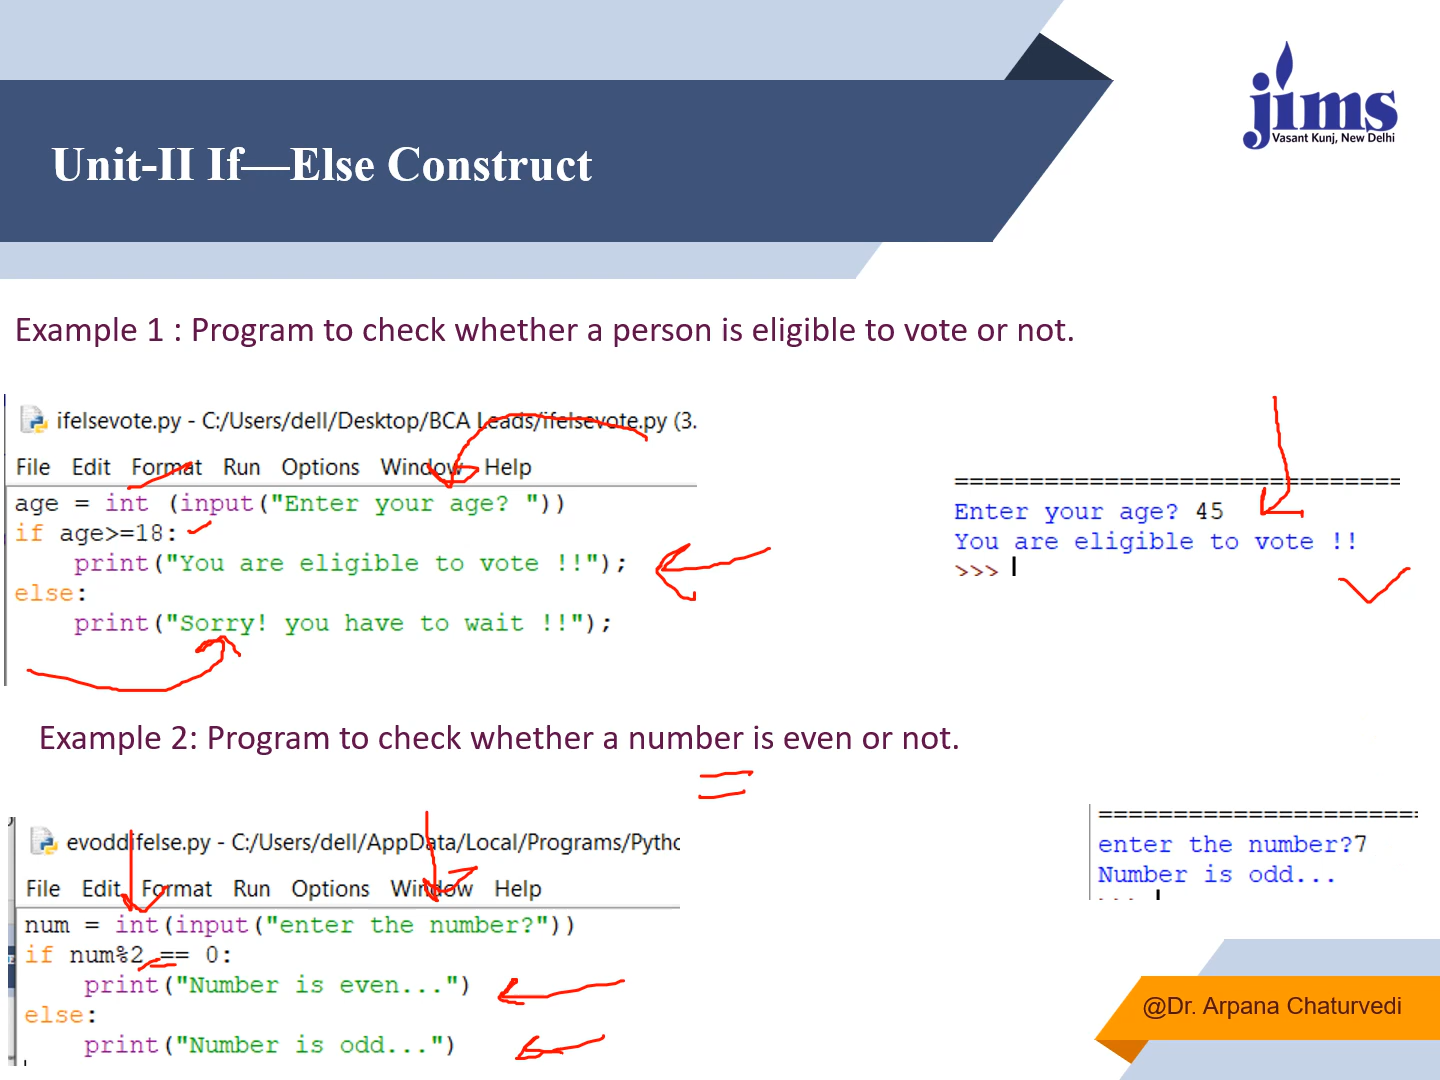 jims
Vasant Kunj, New Delhi
Unit-II If—Else Construct
Example 1 : Program to check whether a person is eligible to vote or not.
ifelsevote.py - C:/Users/dell/Desktop/BCA Leads/ifelsevote.py (3.
File Edit Format Run Options Window Help
age = int (input("Enter your age? "))
if age>=18:
    print("You are eligible to vote !!");
else:
    print("Sorry! you have to wait !!");
==============================
Enter your age? 45
You are eligible to vote !!
>>>
Example 2: Program to check whether a number is even or not.
evoddifelse.py - C:/Users/dell/AppData/Local/Programs/Pytho
File Edit Format Run Options Window Help
num = int(input("enter the number?"))
if num%2 == 0:
    print("Number is even...")
else:
    print("Number is odd...")
======================
enter the number?7
Number is odd...
@Dr. Arpana Chaturvedi